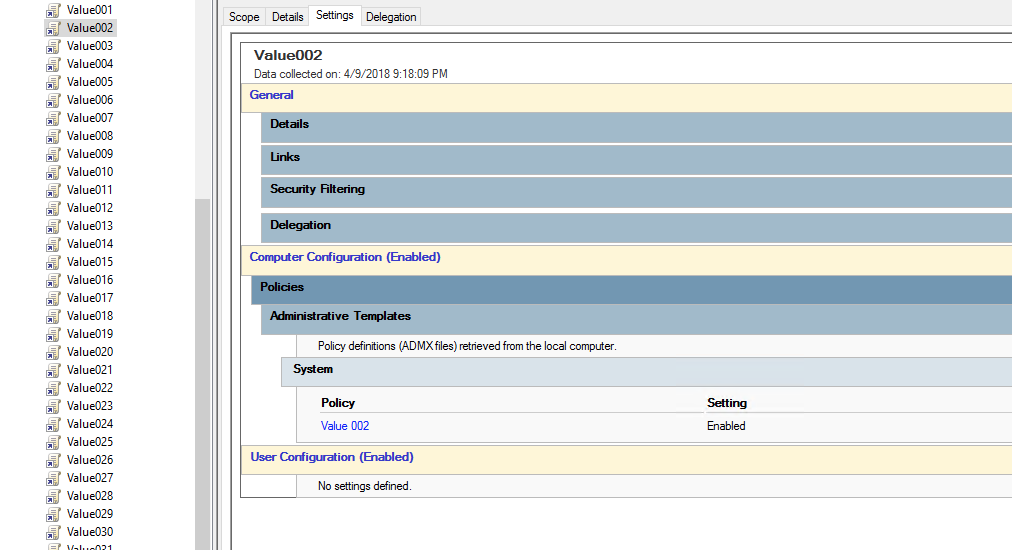 Value001
Value002
Value003
Value004
Value005
Value006
Value007
Value008
Value009
Value010
Value011
Value012
Value013
Value014
Value015
Value016
Value017
Value018
Value019
Value020
Value021
Value022
Value023
Value024
Value025
Value026
Value027
Value028
Value029
Value030
Value031
Scope Details Settings Delegation
Value002
Data collected on: 4/9/2018 9:18:09 PM
General
Details
Links
Security Filtering
Delegation
Computer Configuration (Enabled)
Policies
Administrative Templates
Policy definitions (ADMX files) retrieved from the local computer.
System
Policy Setting
Value 002 Enabled
User Configuration (Enabled)
No settings defined.